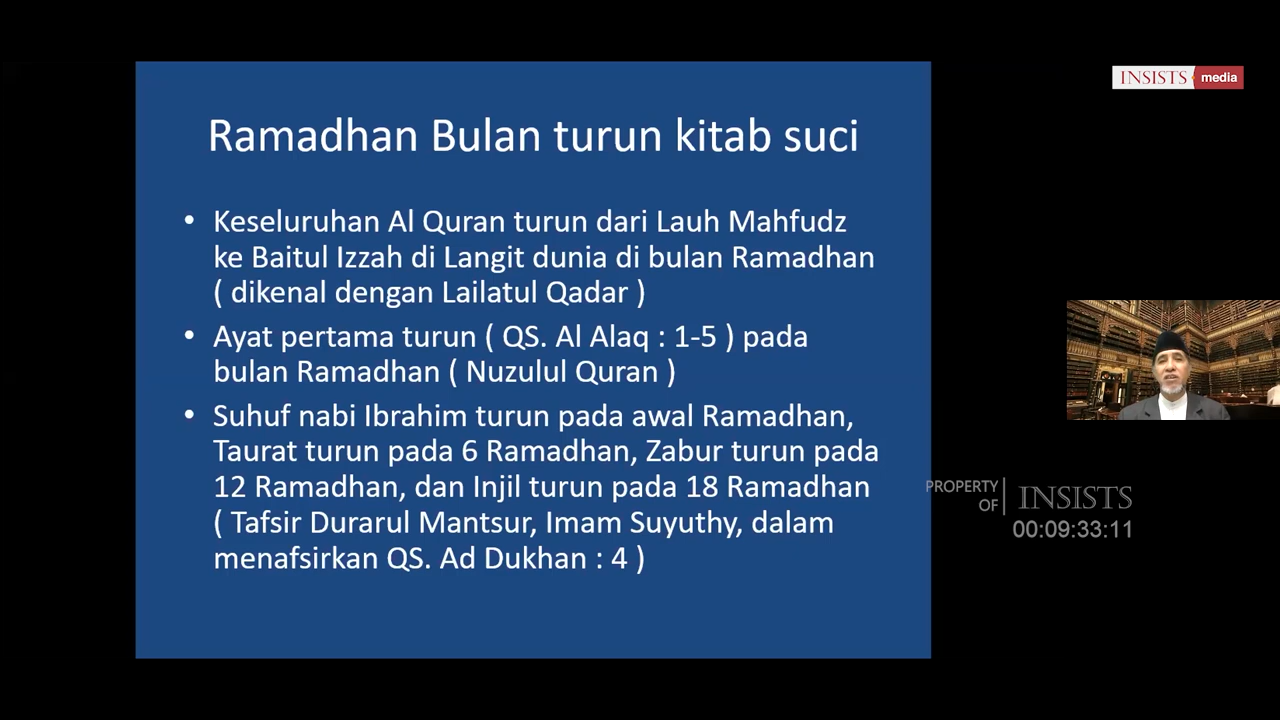 INSISTS media
Ramadhan Bulan turun kitab suci
• Keseluruhan Al Quran turun dari Lauh Mahfudz
ke Baitul Izzah di Langit dunia di bulan Ramadhan
( dikenal dengan Lailatul Qadar )
• Ayat pertama turun ( QS. Al Alaq : 1-5 ) pada
bulan Ramadhan ( Nuzulul Quran )
• Suhuf nabi Ibrahim turun pada awal Ramadhan,
Taurat turun pada 6 Ramadhan, Zabur turun pada
12 Ramadhan, dan Injil turun pada 18 Ramadhan
( Tafsir Durarul Mantsur, Imam Suyuthy, dalam
menafsirkan QS. Ad Dukhan : 4 )
PROPERTY
OF
INSISTS
00:09:33:11